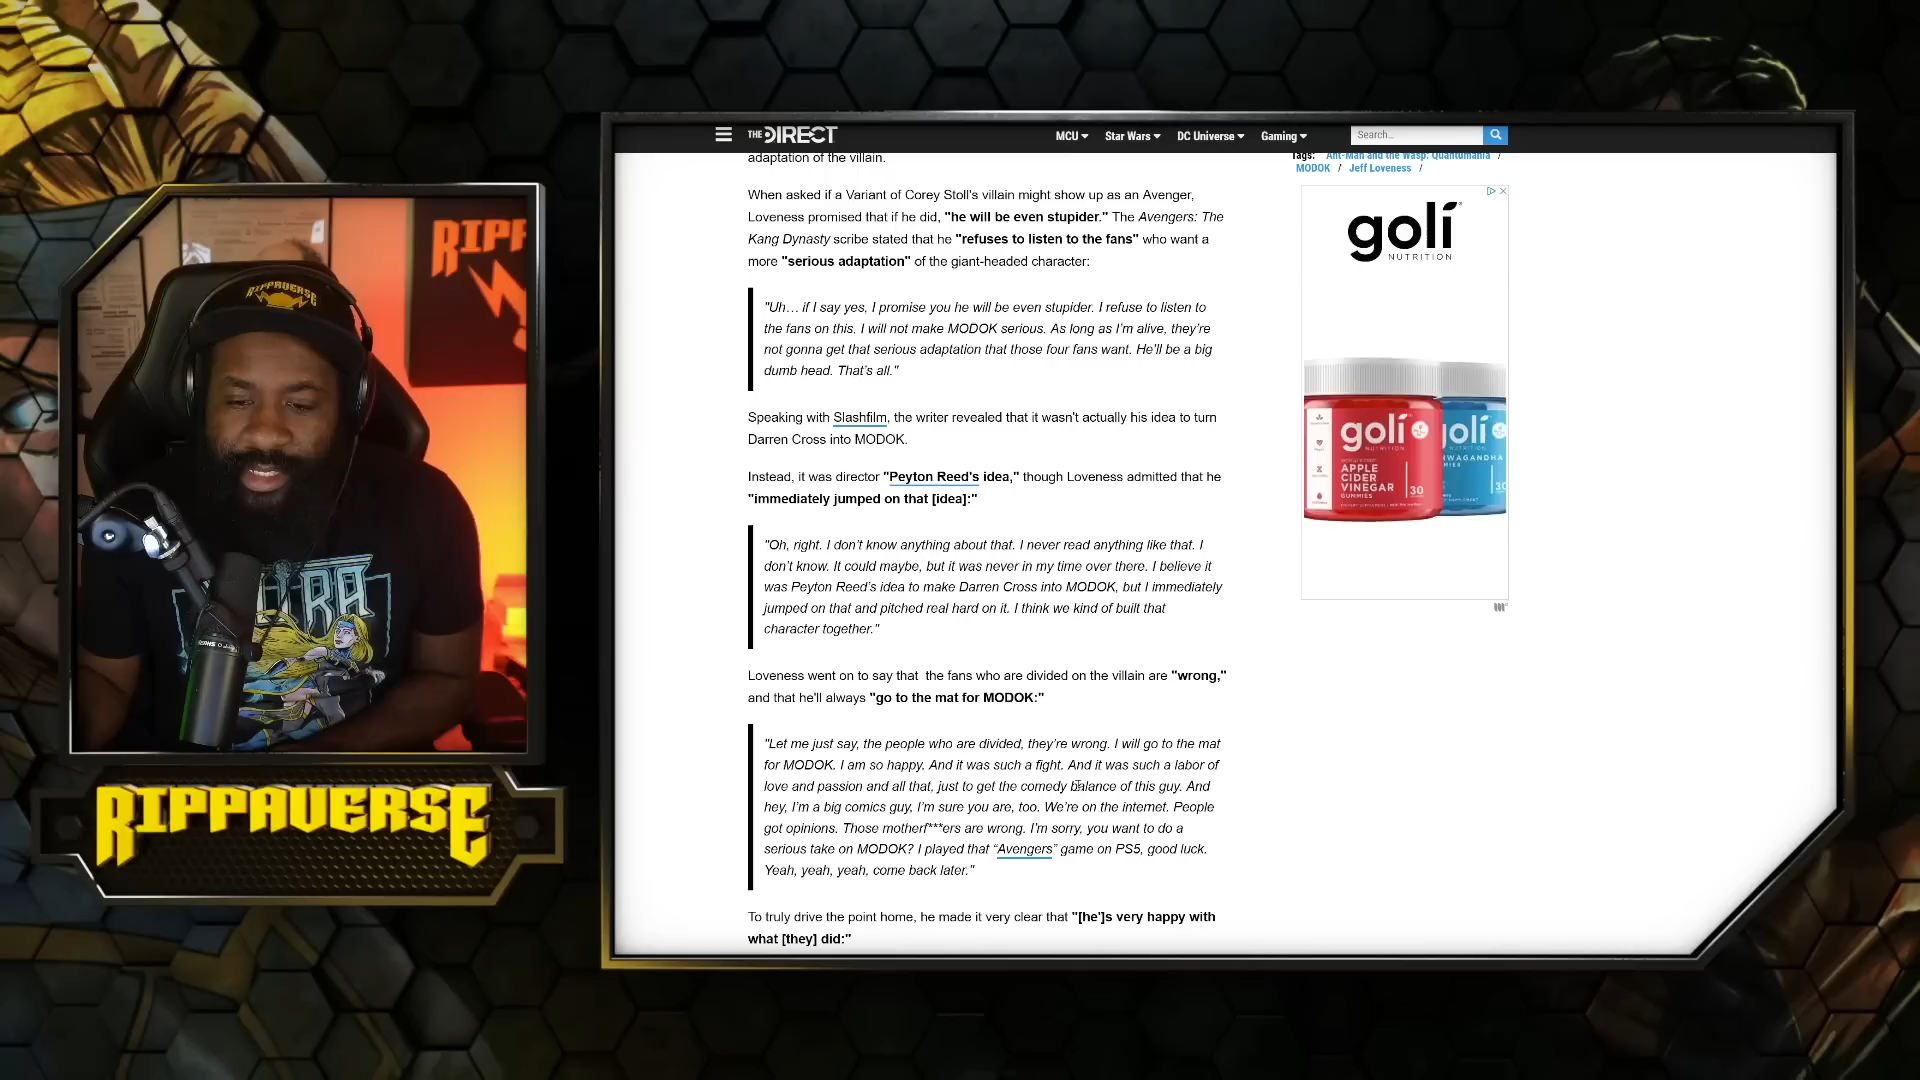 THE DIRECT
MCU
Star Wars
DC Universe
Gaming
Search...
adaptation of the villain.
When asked if a Variant of Corey Stoll's villain might show up as an Avenger,
Loveness promised that if he did, "he will be even stupider." The Avengers: The
Kang Dynasty scribe stated that he "refuses to listen to the fans" who want a
more "serious adaptation" of the giant-headed character:
"Uh… if I say yes, I promise you he will be even stupider. I refuse to listen to
the fans on this. I will not make MODOK serious. As long as I'm alive, they're
not gonna get that serious adaptation that those four fans want. He'll be a big
dumb head. That's all."
Speaking with Slashfilm, the writer revealed that it wasn't actually his idea to turn
Darren Cross into MODOK.
Instead, it was director "Peyton Reed's idea," though Loveness admitted that he
"immediately jumped on that [idea]:"
"Oh, right. I don't know anything about that. I never read anything like that. I
don't know. It could maybe, but it was never in my time over there. I believe it
was Peyton Reed's idea to make Darren Cross into MODOK, but I immediately
jumped on that and pitched real hard on it. I think we kind of built that
character together."
Loveness went on to say that the fans who are divided on the villain are "wrong,"
and that he'll always "go to the mat for MODOK:"
"Let me just say, the people who are divided, they're wrong. I will go to the mat
for MODOK. I am so happy. And it was such a fight. And it was such a labor of
love and passion and all that, just to get the comedy balance of this guy. And
hey, I'm a big comics guy, I'm sure you are, too. We're on the internet. People
got opinions. Those motherf***ers are wrong. I'm sorry, you want to do a
serious take on MODOK? I played that "Avengers" game on PS5, good luck.
Yeah, yeah, yeah, come back later."
To truly drive the point home, he made it very clear that "[he']s very happy with
what [they] did:"
Tags: Ant-Man and the Wasp: Quantumania /
MODOK / Jeff Loveness /
goli
NUTRITION
goli
NUTRITION
APPLE
CIDER
VINEGAR
GUMMIES
30
goli
30
RIPP
RIPPAVERSE
RIPPAVERSE